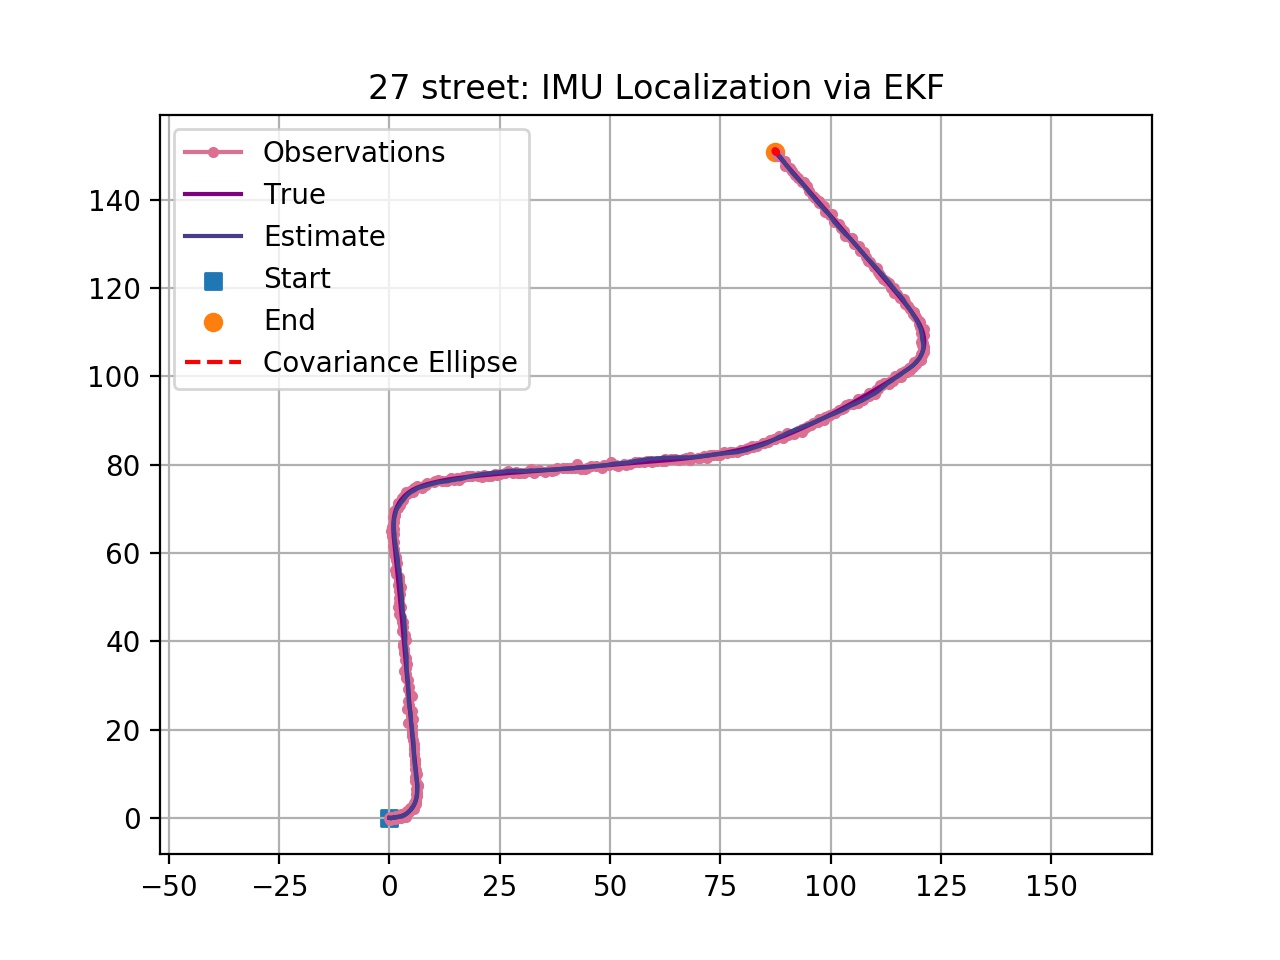 27 street: IMU Localization via EKF
Observations
True
Estimate
Start
End
Covariance Ellipse
140
120
100
80
60
40
20
0
−50 −25 0 25 50 75 100 125 150